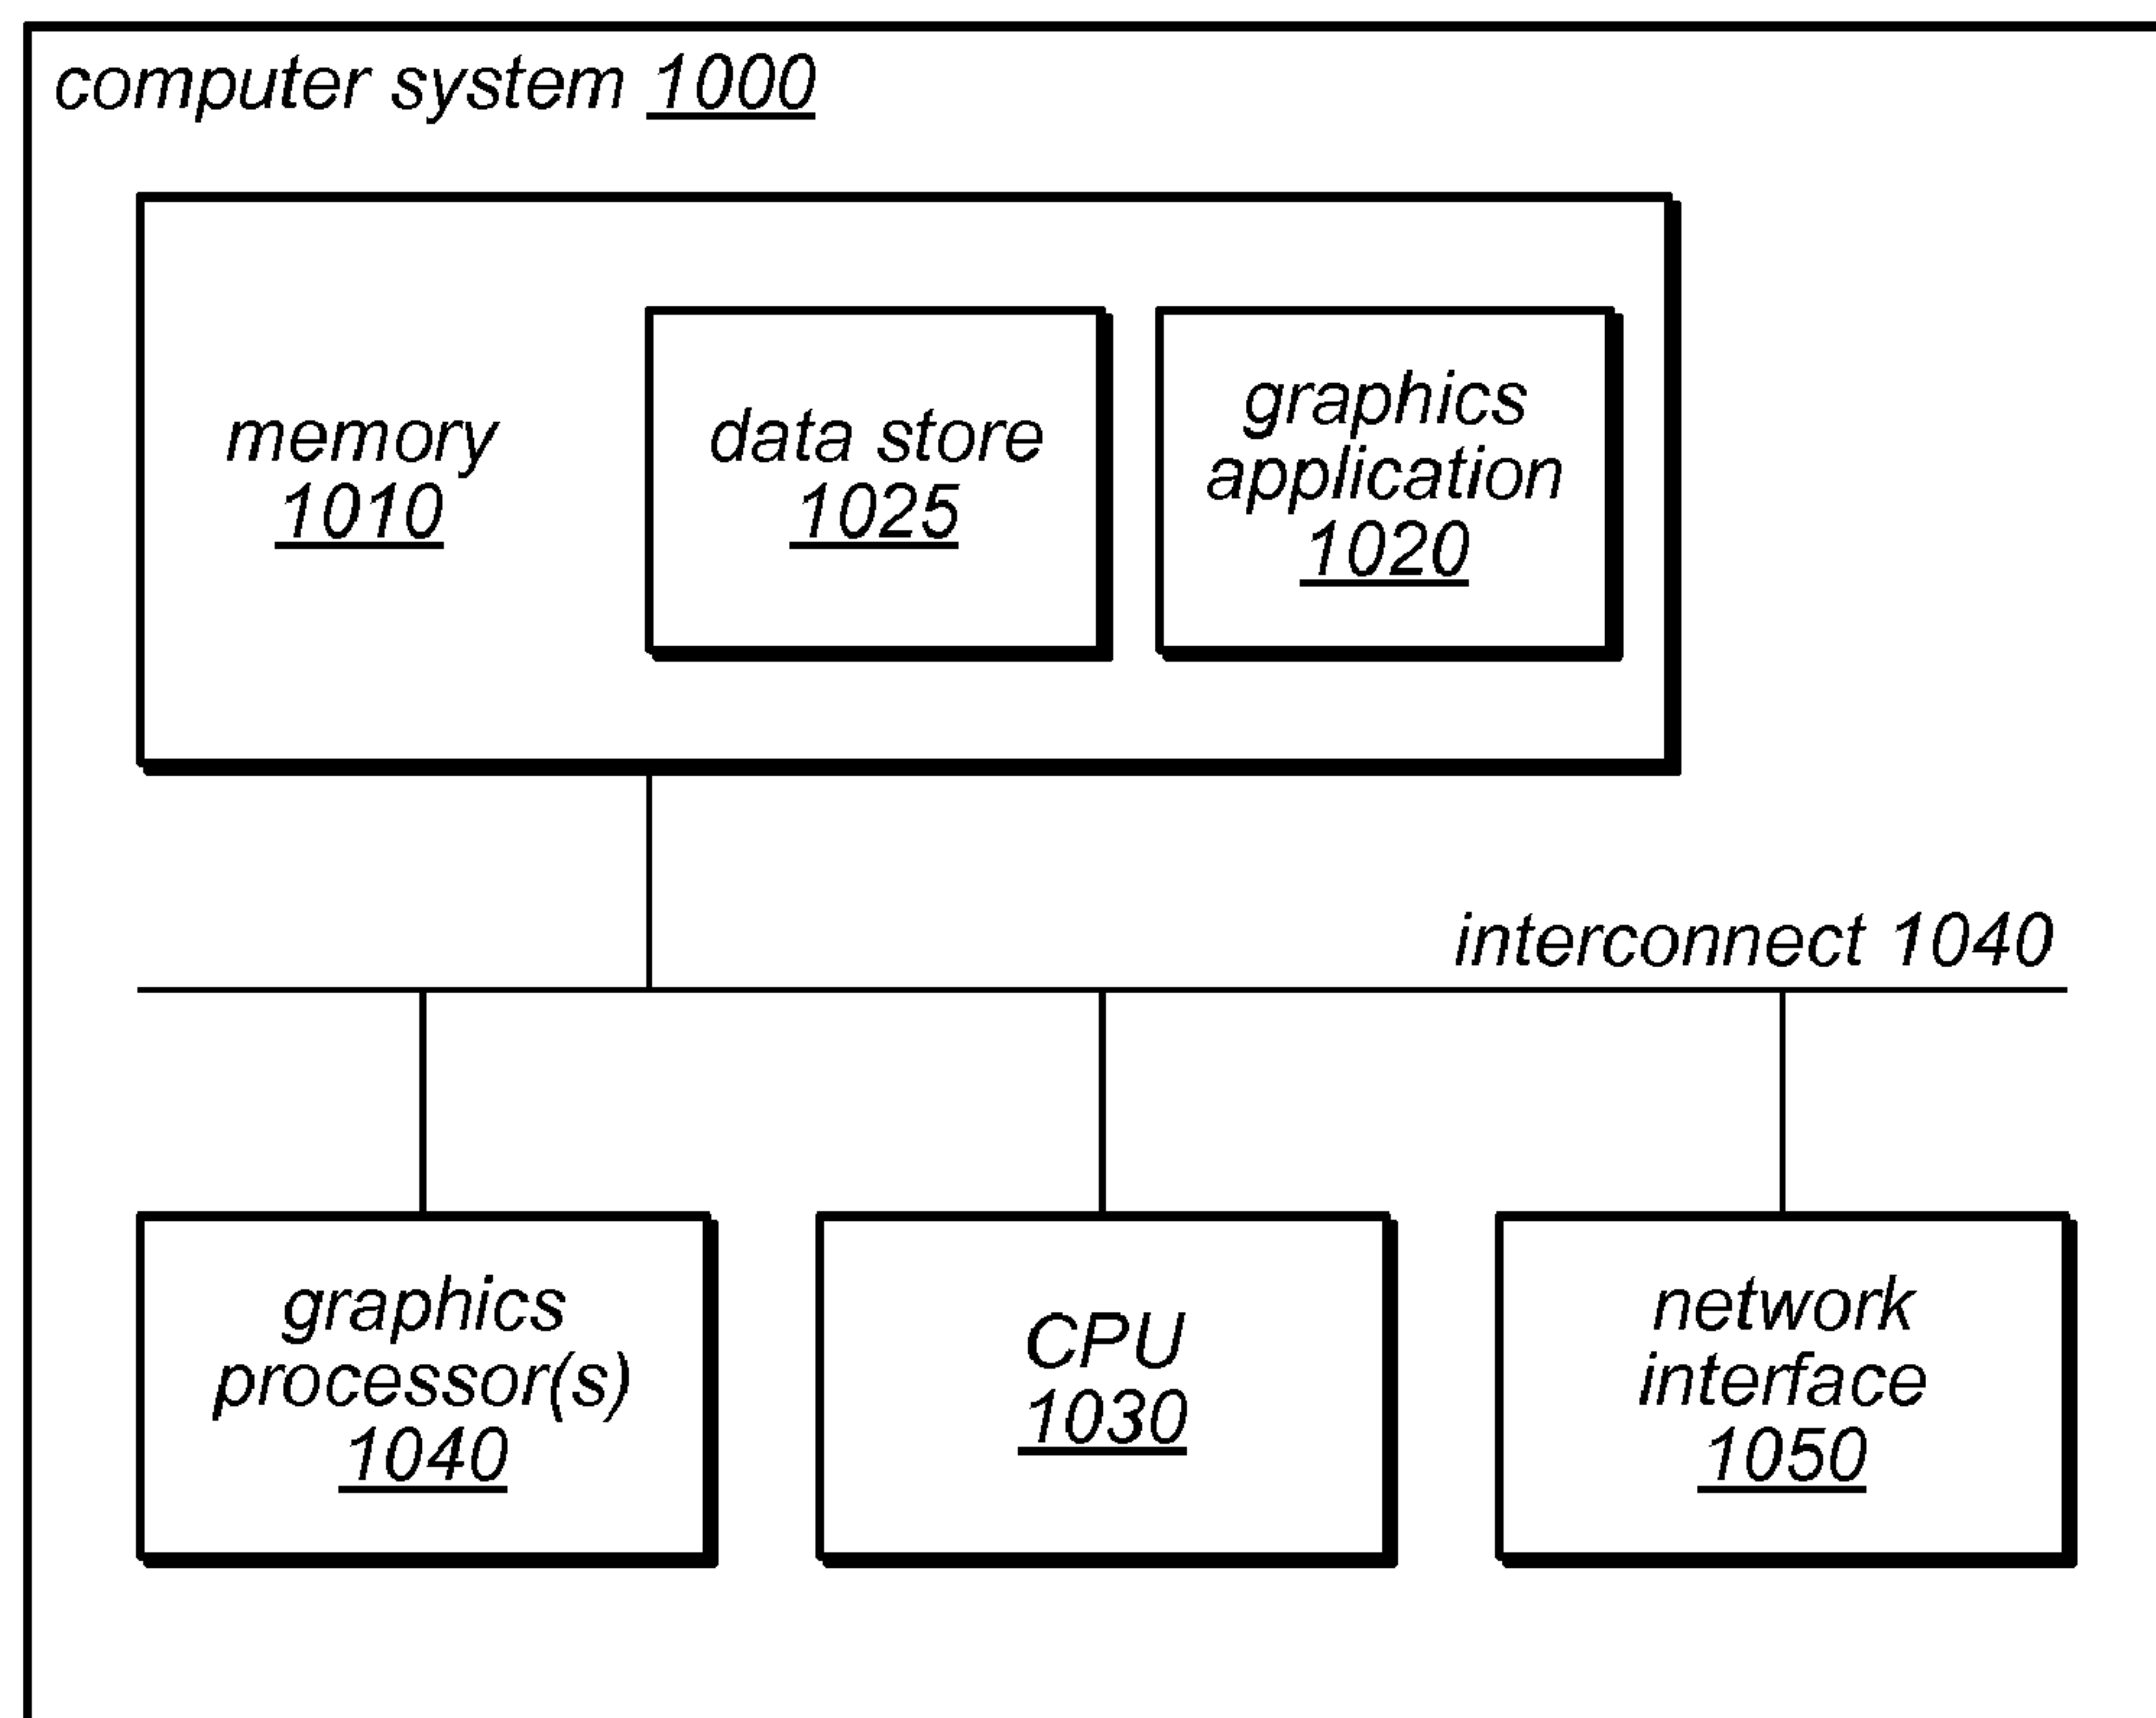 computer system 1000
memory
1010
data store
1025
graphics
application
1020
interconnect 1040
graphics
processor(s)
1040
CPU
1030
network
interface
1050